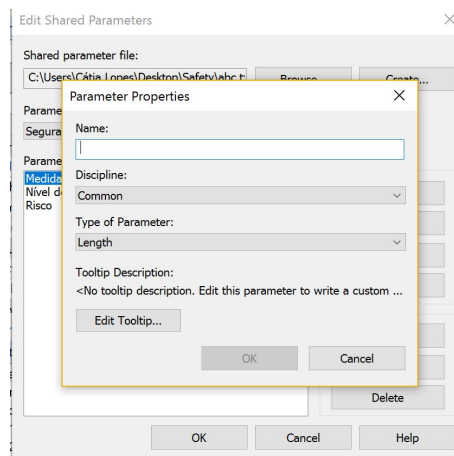 Edit Shared Parameters
Shared parameter file:
C:\Users\Cátia Lopes\Desktop\Safety\abc.t
Browse...
Create...
Parameter Properties
Name:
Discipline:
Common
Type of Parameter:
Length
Tooltip Description:
<No tooltip description. Edit this parameter to write a custom ...
Edit Tooltip...
OK Cancel
Parame
Segura
Parame
Medida
Nível d
Risco
Delete
OK Cancel Help